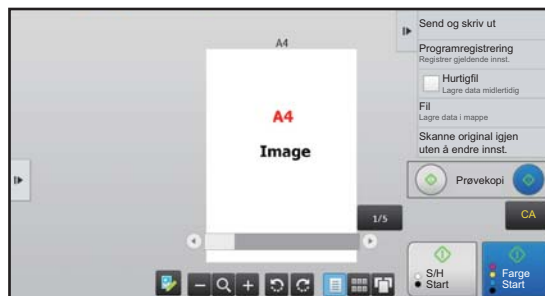 A4
A4
Image
1/5
Send og skriv ut
Programregistrering
Registrer gjeldende innst.
Hurtigfil
Lagre data midlertidig
Fil
Lagre data i mappe
Skanne original igjen
uten å endre innst.
Prøvekopi
CA
S/H
Start
Farge
Start